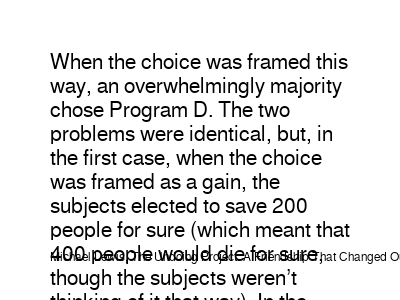 When the choice was framed this
way, an overwhelmingly majority
chose Program D. The two
problems were identical, but, in
the first case, when the choice
was framed as a gain, the
subjects elected to save 200
people for sure (which meant that
400 people would die for sure,
Michael Lewis, The Undoing Project: A Friendship That Changed Ou
though the subjects weren’t
thinking of it that way). In the